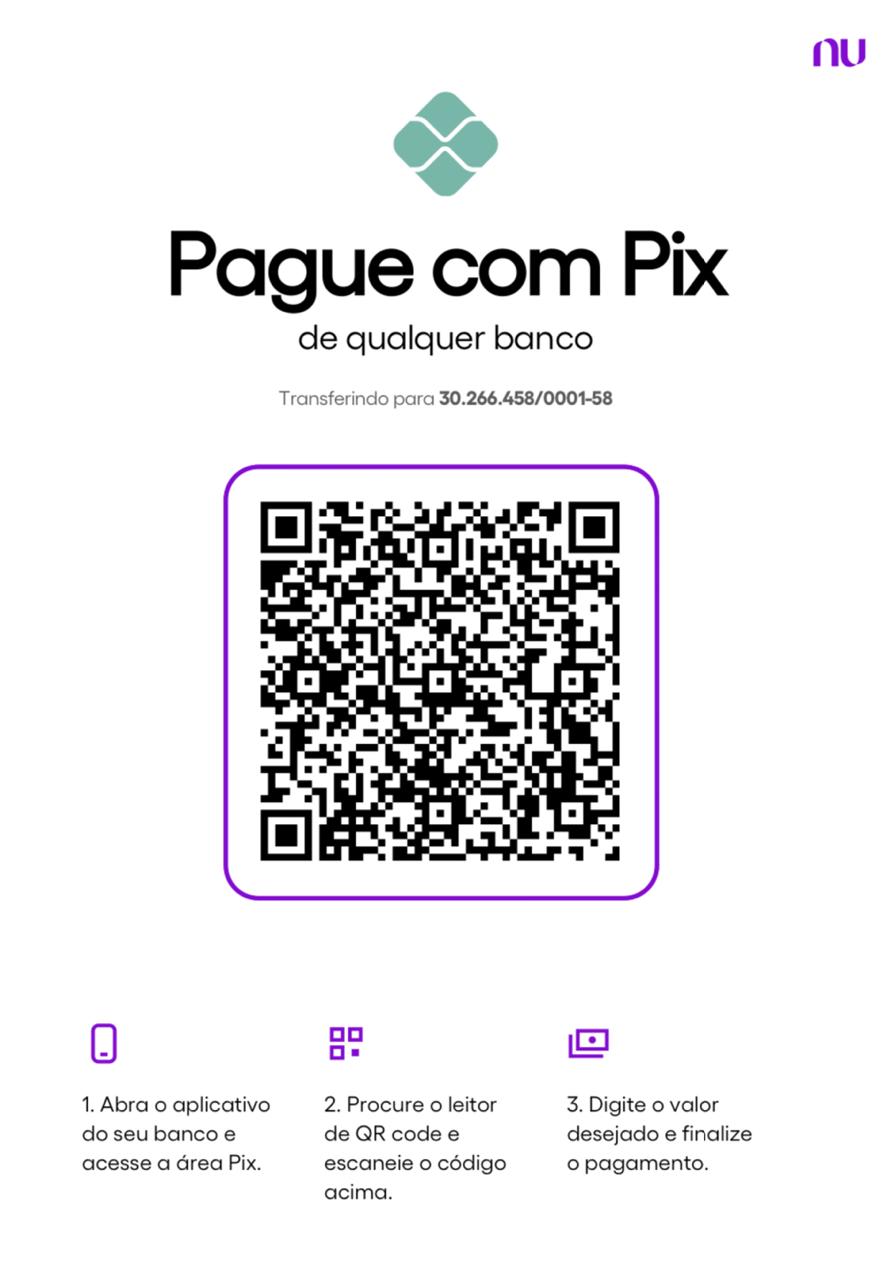 nu
Pague com Pix
de qualquer banco
Transferindo para 30.266.458/0001-58
1. Abra o aplicativo
do seu banco e
acesse a área Pix.
2. Procure o leitor
de QR code e
escaneie o código
acima.
3. Digite o valor
desejado e finalize
o pagamento.